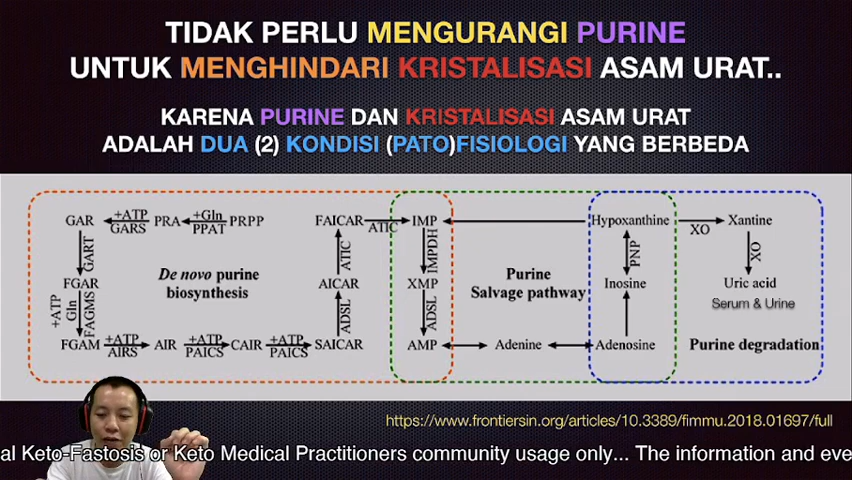 TIDAK PERLU MENGURANGI PURINE
UNTUK MENGHINDARI KRISTALISASI ASAM URAT..
KARENA PURINE DAN KRISTALISASI ASAM URAT
ADALAH DUA (2) KONDISI (PATO)FISIOLOGI YANG BERBEDA
GAR +ATP GARS PRA +Gln PPAT PRPP
FAICAR ATIC IMP
Hypoxanthine XO Xantine
GART
ATIC
IMPDH
PNP
XO
FGAR
De novo purine
biosynthesis
AICAR
XMP
Purine
Salvage pathway
Inosine
Uric acid
Serum & Urine
+ATP
Gln
FAGMS
ADSL
ADSL
FGAM +ATP AIRS AIR +ATP PAICS CAIR +ATP PAICS SAICAR
AMP Adenine Adenosine
Purine degradation
https://www.frontiersin.org/articles/10.3389/fimmu.2018.01697/full
al Keto-Fastosis or Keto Medical Practitioners community usage only... The information and eve